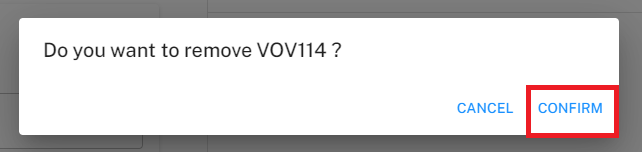 Do you want to remove VOV114 ?
CANCEL CONFIRM